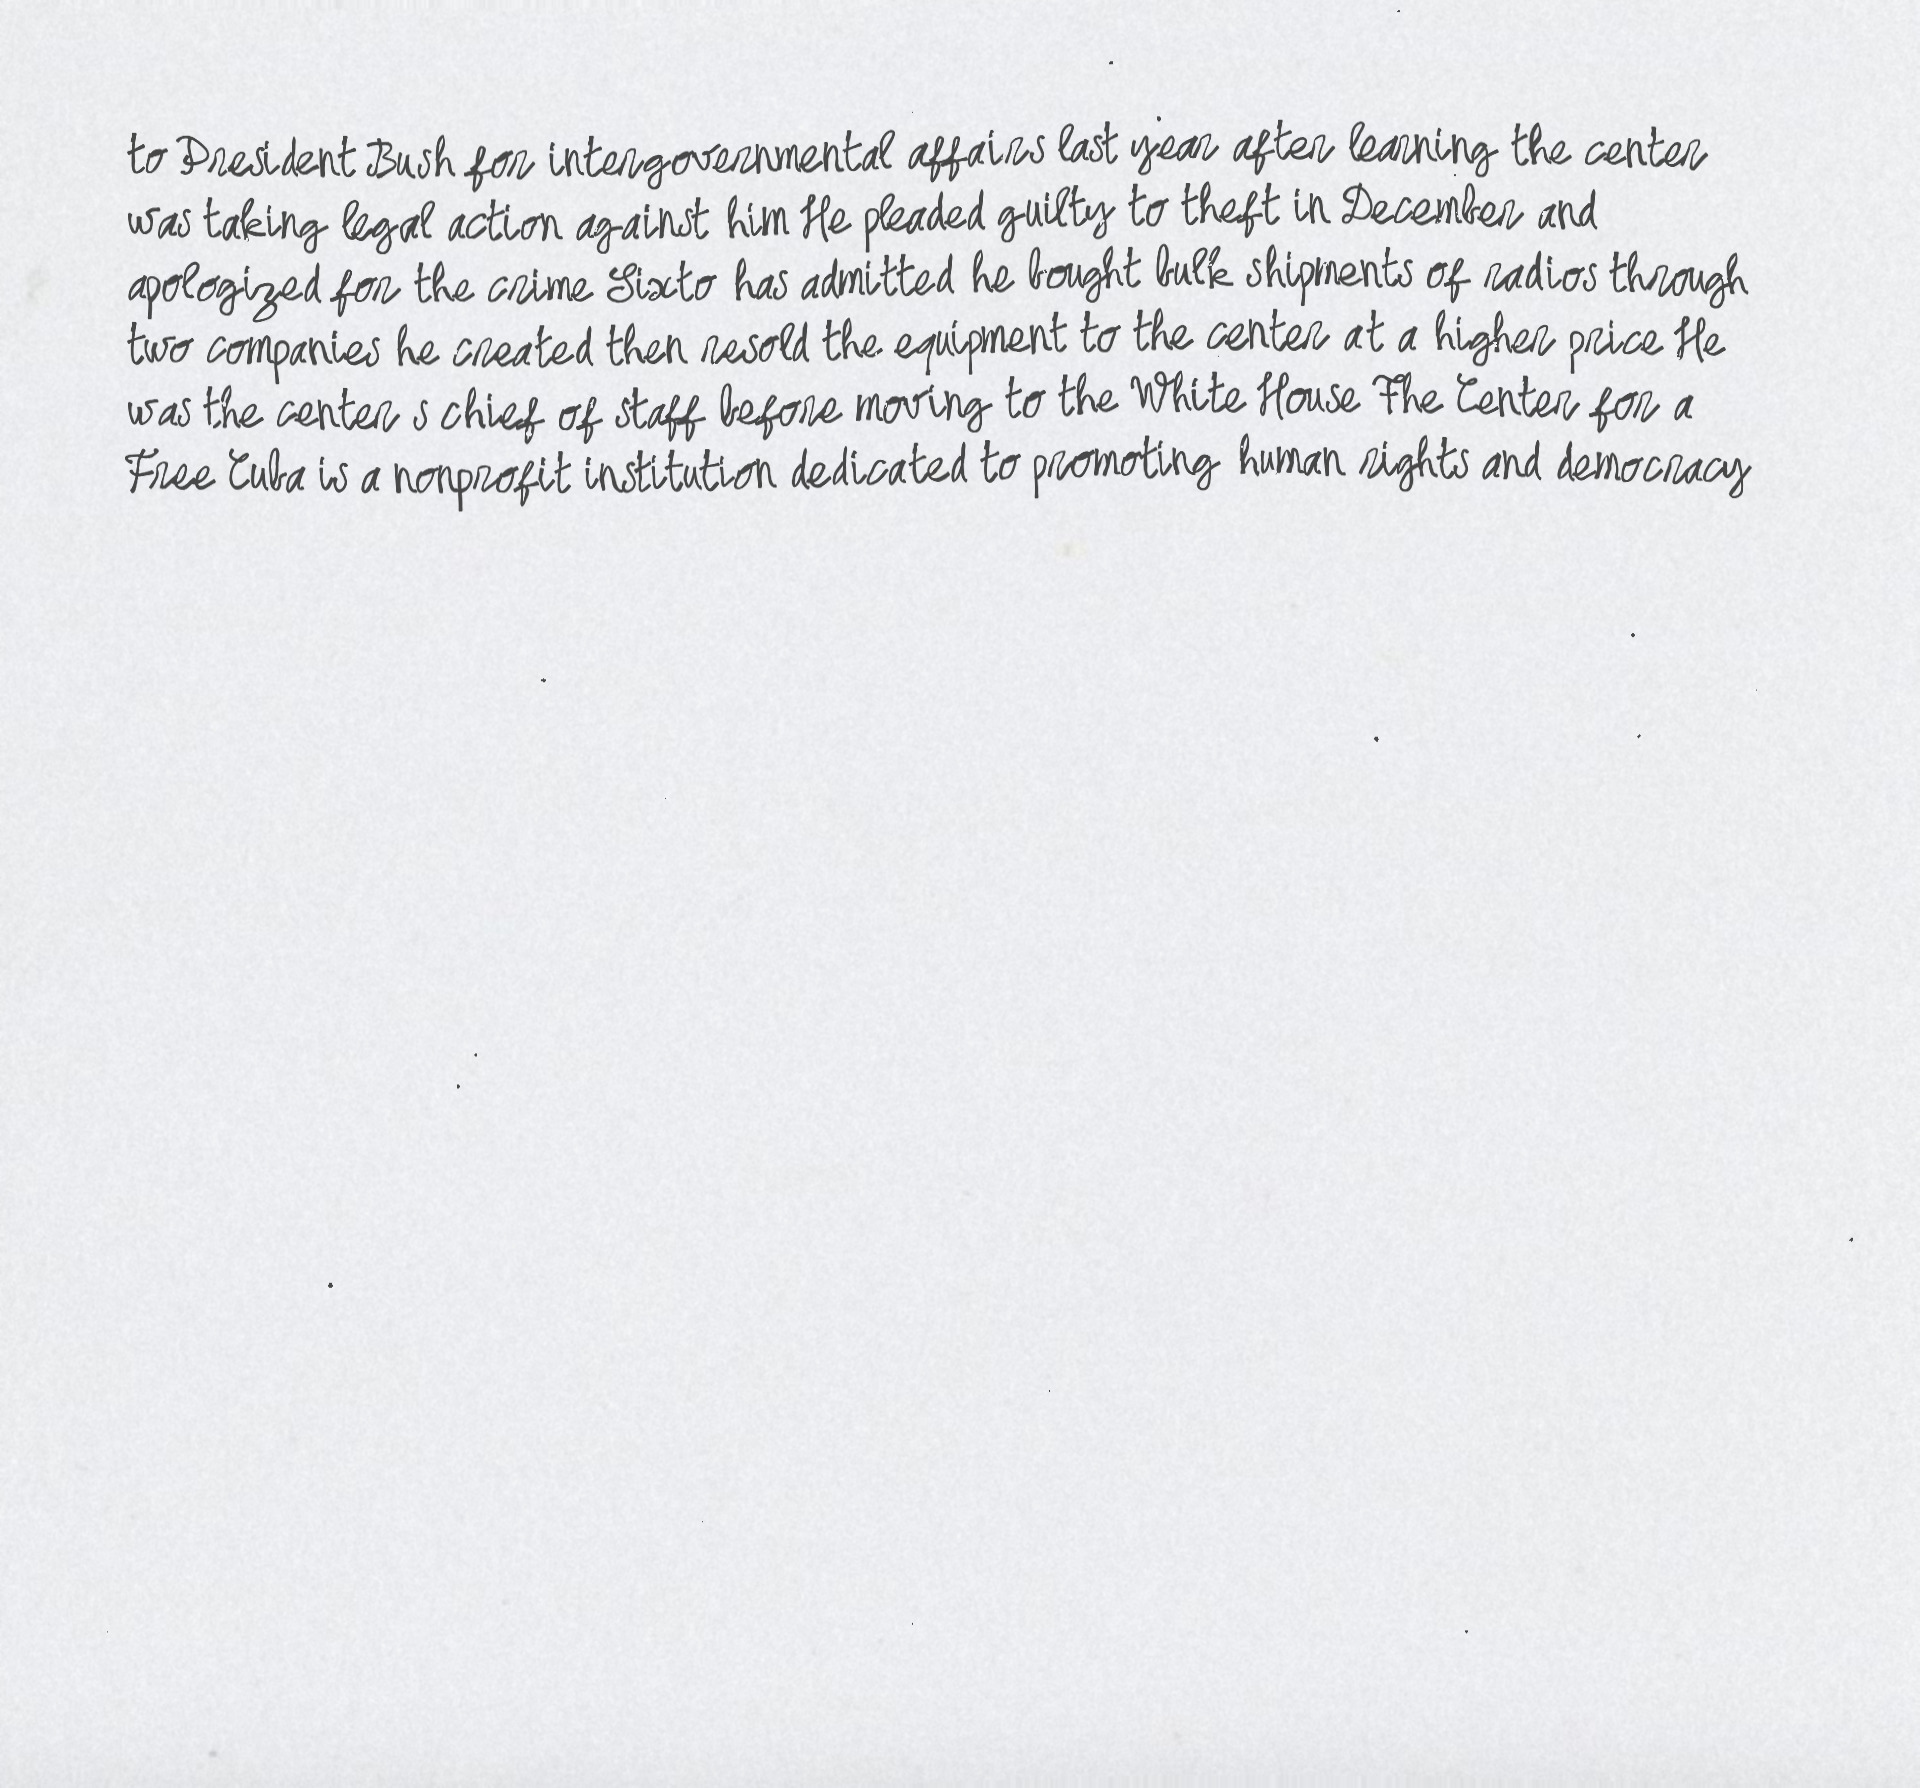 to President Bush for intergovernmental affairs last year after learning the center
was taking legal action against him He pleaded guilty to theft in December and
apologized for the crime Sixto has admitted he bought bulk shipments of radios through
two companies he created then resold the equipment to the center at a higher price He
was the center s chief of staff before moving to the White House The Center for a
Free Cuba is a nonprofit institution dedicated to promoting human rights and democracy